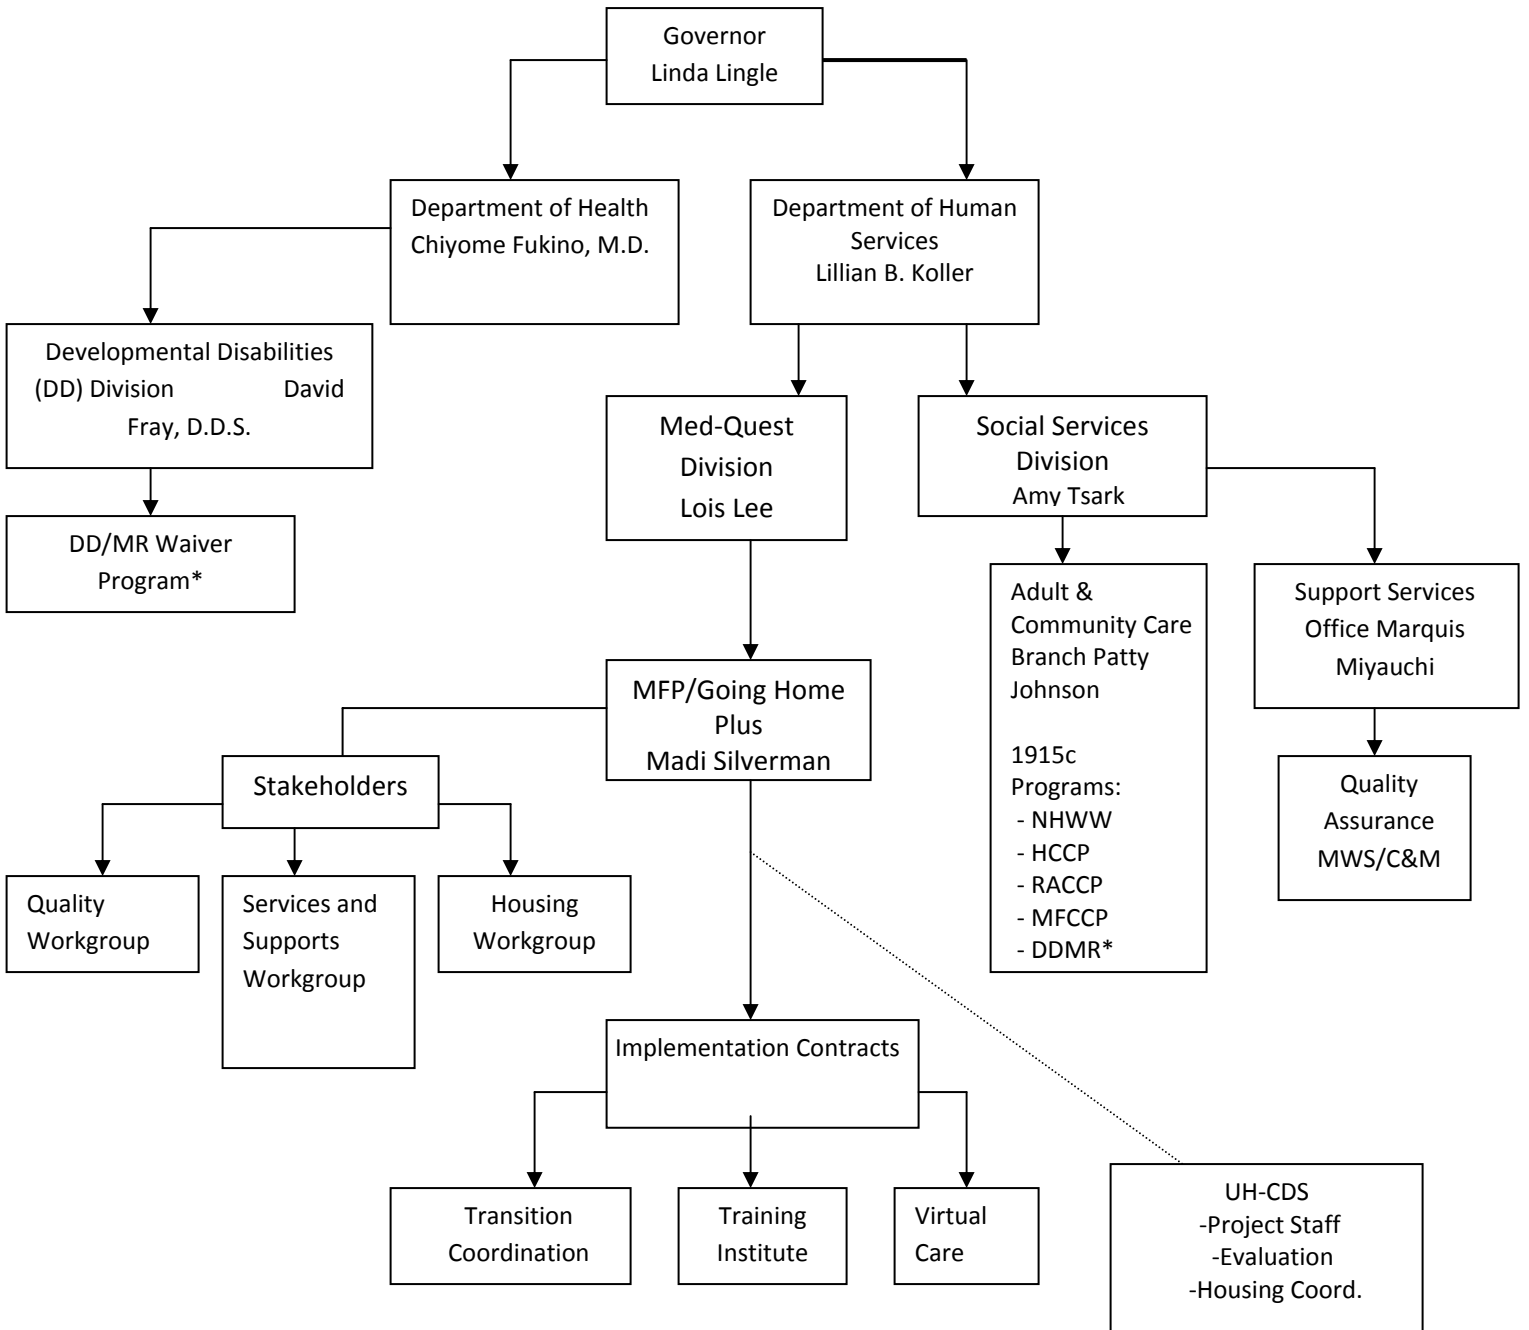 Governor
Linda Lingle
Department of Health
Chiyome Fukino, M.D.
Department of Human
Services
Lillian B. Koller
Developmental Disabilities
(DD) Division David
Fray, D.D.S.
Med-Quest
Division
Lois Lee
Social Services
Division
Amy Tsark
DD/MR Waiver
Program*
Adult &
Community Care
Branch Patty
Johnson
1915c
Programs:
- NHWW
- HCCP
- RACCP
- MFCCP
- DDMR*
Support Services
Office Marquis
Miyauchi
MFP/Going Home
Plus
Madi Silverman
Stakeholders
Quality
Assurance
MWS/C&M
Quality
Workgroup
Services and
Supports
Workgroup
Housing
Workgroup
Implementation Contracts
Transition
Coordination
Training
Institute
Virtual
Care
UH-CDS
-Project Staff
-Evaluation
-Housing Coord.